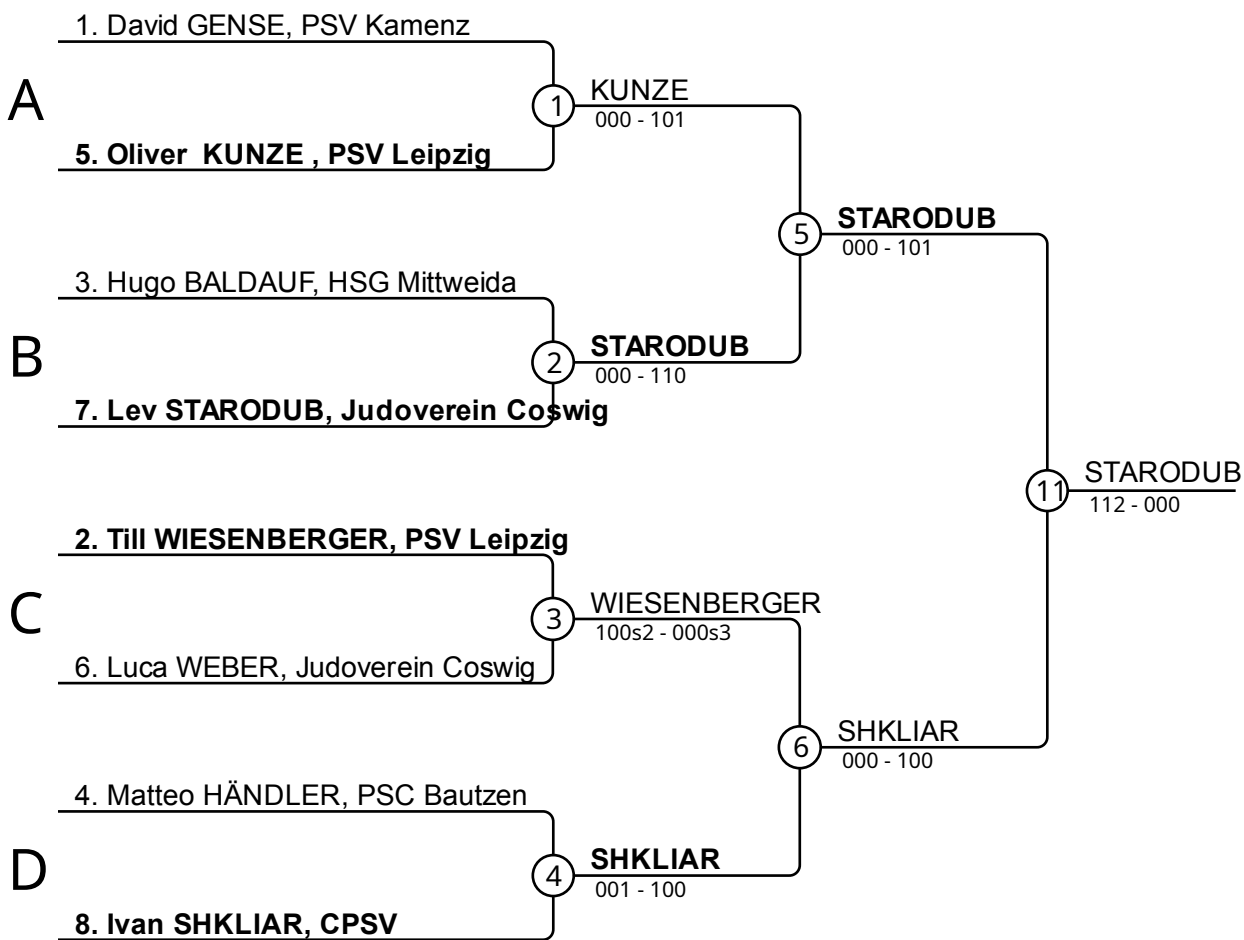 1. David GENSE, PSV Kamenz
A
1
KUNZE
000 - 101
5. Oliver  KUNZE , PSV Leipzig
5
STARODUB
000 - 101
3. Hugo BALDAUF, HSG Mittweida
B
2
STARODUB
000 - 110
7. Lev STARODUB, Judoverein Coswig
11
STARODUB
112 - 000
2. Till WIESENBERGER, PSV Leipzig
C
3
WIESENBERGER
100s2 - 000s3
6. Luca WEBER, Judoverein Coswig
6
SHKLIAR
000 - 100
4. Matteo HÄNDLER, PSC Bautzen
D
4
SHKLIAR
001 - 100
8. Ivan SHKLIAR, CPSV